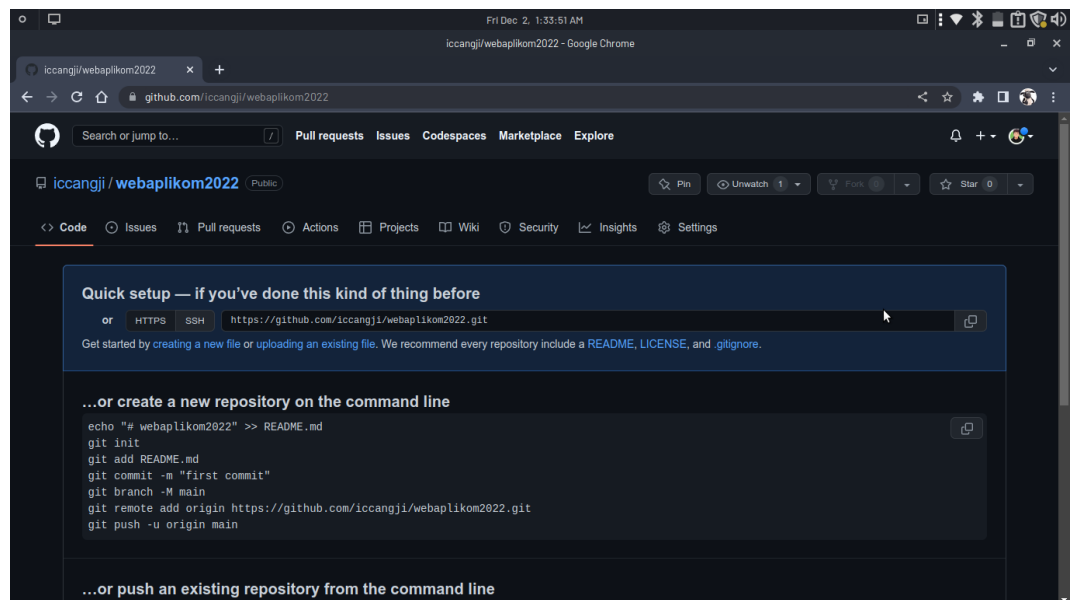 Fri Dec 2, 1:33:51 AM
iccangji/webaplikom2022 - Google Chrome
iccangji/webaplikom2022
github.com/iccangji/webaplikom2022
Search or jump to... / Pull requests Issues Codespaces Marketplace Explore
iccangji / webaplikom2022 Public Pin Unwatch 1 Fork Star 0
<> Code Issues Pull requests Actions Projects Wiki Security Insights Settings
Quick setup — if you’ve done this kind of thing before
or HTTPS SSH https://github.com/iccangji/webaplikom2022.git
Get started by creating a new file or uploading an existing file. We recommend every repository include a README, LICENSE, and .gitignore.
…or create a new repository on the command line
echo "# webaplikom2022" >> README.md
git init
git add README.md
git commit -m "first commit"
git branch -M main
git remote add origin https://github.com/iccangji/webaplikom2022.git
git push -u origin main
…or push an existing repository from the command line